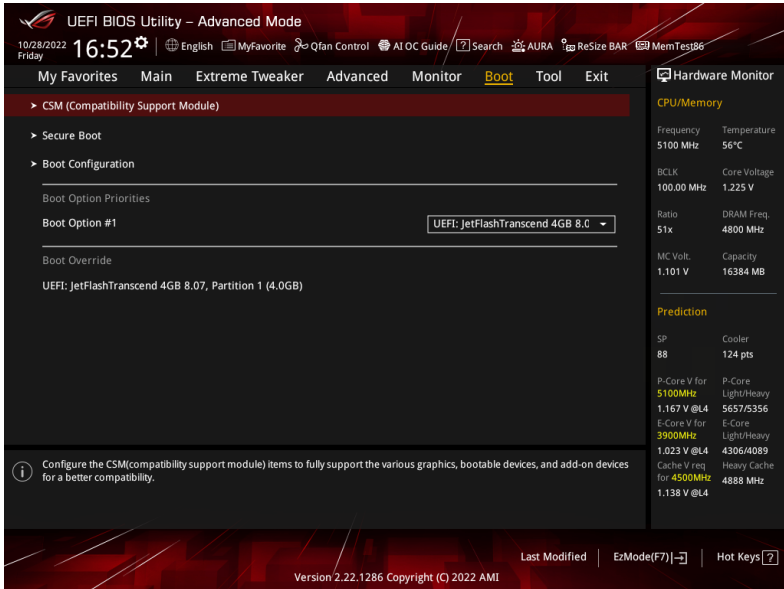 UEFI BIOS Utility – Advanced Mode
10/28/2022
Friday
16:52
English
MyFavorite
Qfan Control
AI OC Guide
? Search
AURA
ReSize BAR
MemTest86
My Favorites Main Extreme Tweaker Advanced Monitor Boot Tool Exit
Hardware Monitor
> CSM (Compatibility Support Module)
> Secure Boot
> Boot Configuration
Boot Option Priorities
Boot Option #1
UEFI: JetFlashTranscend 4GB 8.0
Boot Override
UEFI: JetFlashTranscend 4GB 8.07, Partition 1 (4.0GB)
CPU/Memory
Frequency Temperature
5100 MHz 56°C
BCLK Core Voltage
100.00 MHz 1.225 V
Ratio DRAM Freq.
51x 4800 MHz
MC Volt. Capacity
1.101 V 16384 MB
Prediction
SP Cooler
88 124 pts
P-Core V for P-Core
5100MHz Light/Heavy
1.167 V @L4 5657/5356
E-Core V for E-Core
3900MHz Light/Heavy
1.023 V @L4 4306/4089
Cache V req Heavy Cache
for 4500MHz 4888 MHz
1.138 V @L4
i
Configure the CSM(compatibility support module) items to fully support the various graphics, bootable devices, and add-on devices
for a better compatibility.
Last Modified
EzMode(F7)
Hot Keys ?
Version 2.22.1286 Copyright (C) 2022 AMI